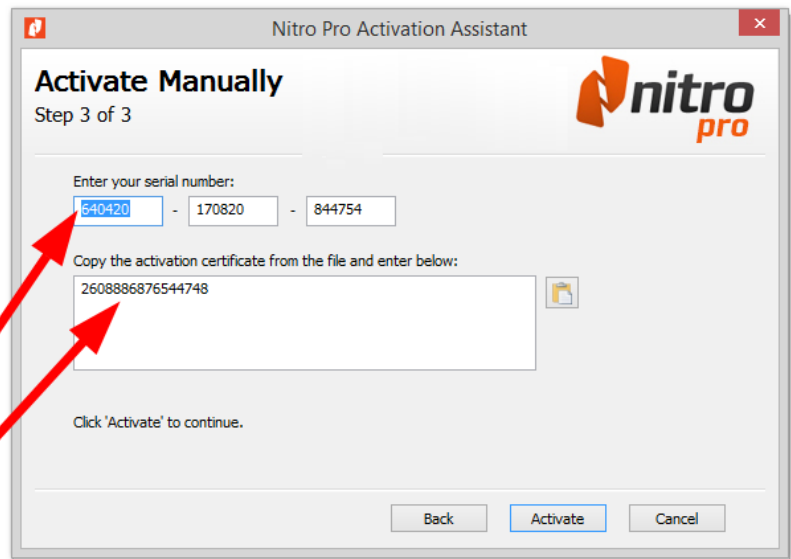 Nitro Pro Activation Assistant
Activate Manually
Step 3 of 3
nitro
pro
Enter your serial number:
640420 - 170820 - 844754
Copy the activation certificate from the file and enter below:
2608886876544748
Click 'Activate' to continue.
Back Activate Cancel